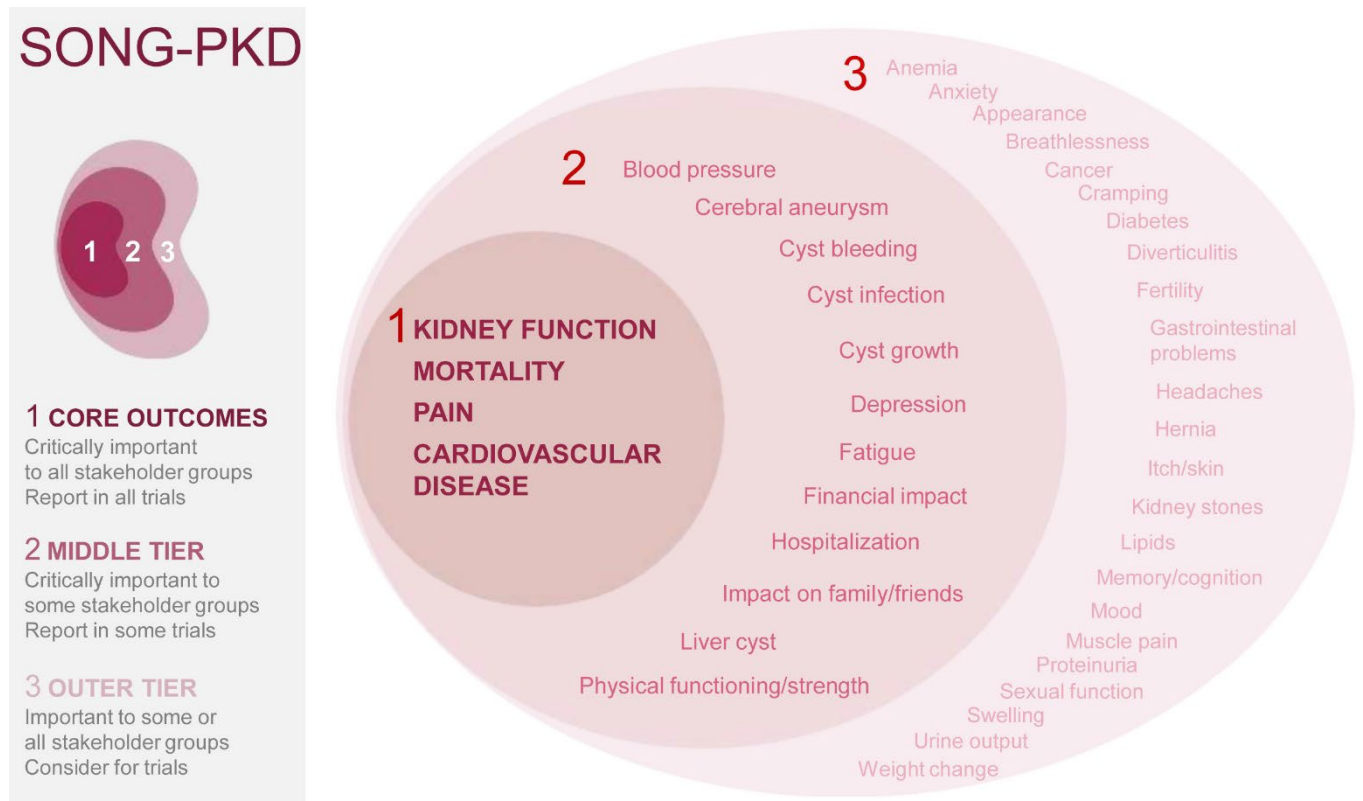 SONG-PKD
1 2 3
1 CORE OUTCOMES
Critically important
to all stakeholder groups
Report in all trials
2 MIDDLE TIER
Critically important to
some stakeholder groups
Report in some trials
3 OUTER TIER
Important to some or
all stakeholder groups
Consider for trials
1
KIDNEY FUNCTION
MORTALITY
PAIN
CARDIOVASCULAR
DISEASE
2
Blood pressure
Cerebral aneurysm
Cyst bleeding
Cyst infection
Cyst growth
Depression
Fatigue
Financial impact
Hospitalization
Impact on family/friends
Liver cyst
Physical functioning/strength
3
Anemia
Anxiety
Appearance
Breathlessness
Cancer
Cramping
Diabetes
Diverticulitis
Fertility
Gastrointestinal
problems
Headaches
Hernia
Itch/skin
Kidney stones
Lipids
Memory/cognition
Mood
Muscle pain
Proteinuria
Sexual function
Swelling
Urine output
Weight change